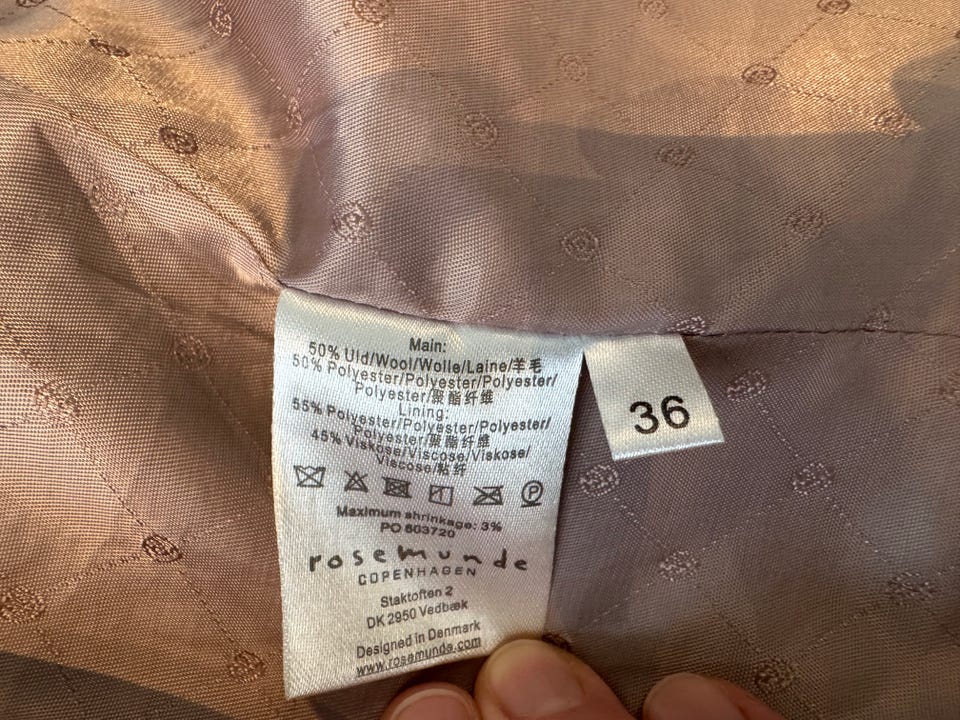 Main:
50% Uld/Wool/Wolle/Laine/羊毛
50% Polyester/Polyester/Polyester/
Polyester/聚酯纤维
Lining:
55% Polyester/Polyester/Polyester/
Polyester/聚酯纤维
45% Viskose/Viscose/Viskose/
Viscose/粘纤
P
Maximum shrinkage: 3%
PO 603720
rosemunde
COPENHAGEN
Staktoften 2
DK 2950 Vedbæk
Designed in Denmark
www.rosemunde.com
36